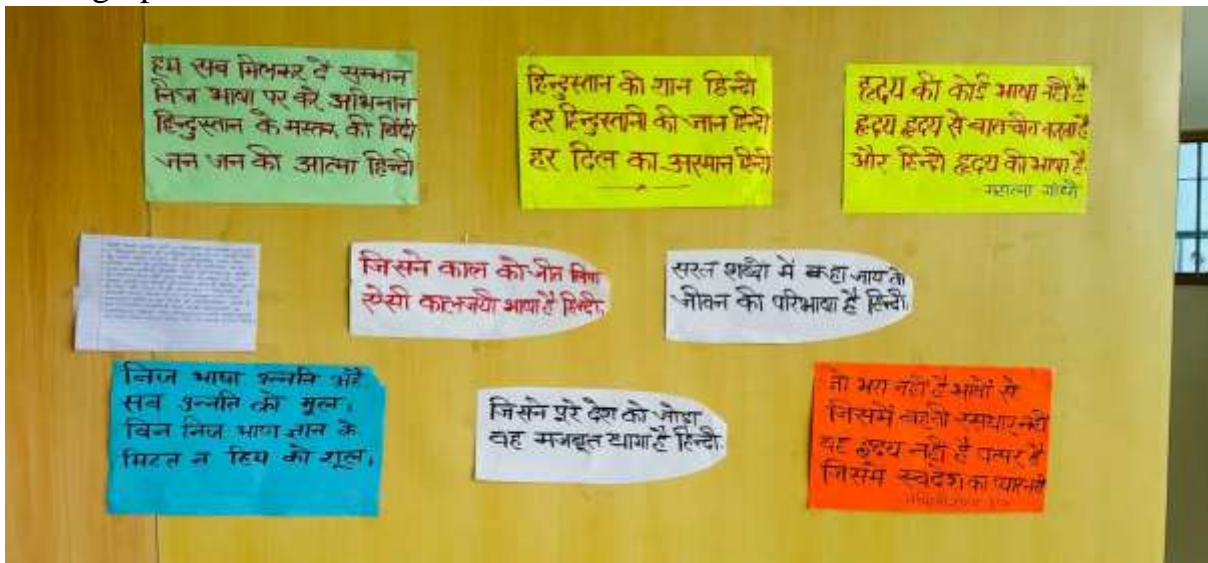 हम सब मिलकर दे सम्मान
निज भाषा पर करे अभिमान
हिन्दुस्तान के मस्तक की बिंदी
जन जन की आत्मा हिन्दी
हिन्दुस्तान की शान हिन्दी
हर हिन्दुस्तानी की जान हिन्दी
हर दिल का अरमान हिन्दी
हृदय की कोई भाषा नही है
हृदय हृदय से बातचीत करता है
और हिन्दी हृदय की भाषा है
महात्मा गाँधी
जिसने काल को जीत लिया
ऐसी कालजयी भाषा है हिन्दी
सरल शब्दो में कहा जाय तो
जीवन की परिभाषा है हिन्दी
निज भाषा उन्नति अहै
सब उन्नति को मूल।
बिन निज भाषा ज्ञान के
मिटत न हिय को शूल।
जिसने पूरे देश को जोड़ा
वह मजबूत धागा है हिन्दी
जो भरा नही है भावों से
जिसमें बहती रसधार नही
वह हृदय नही है पत्थर है
जिसमें स्वदेश का प्यार नही